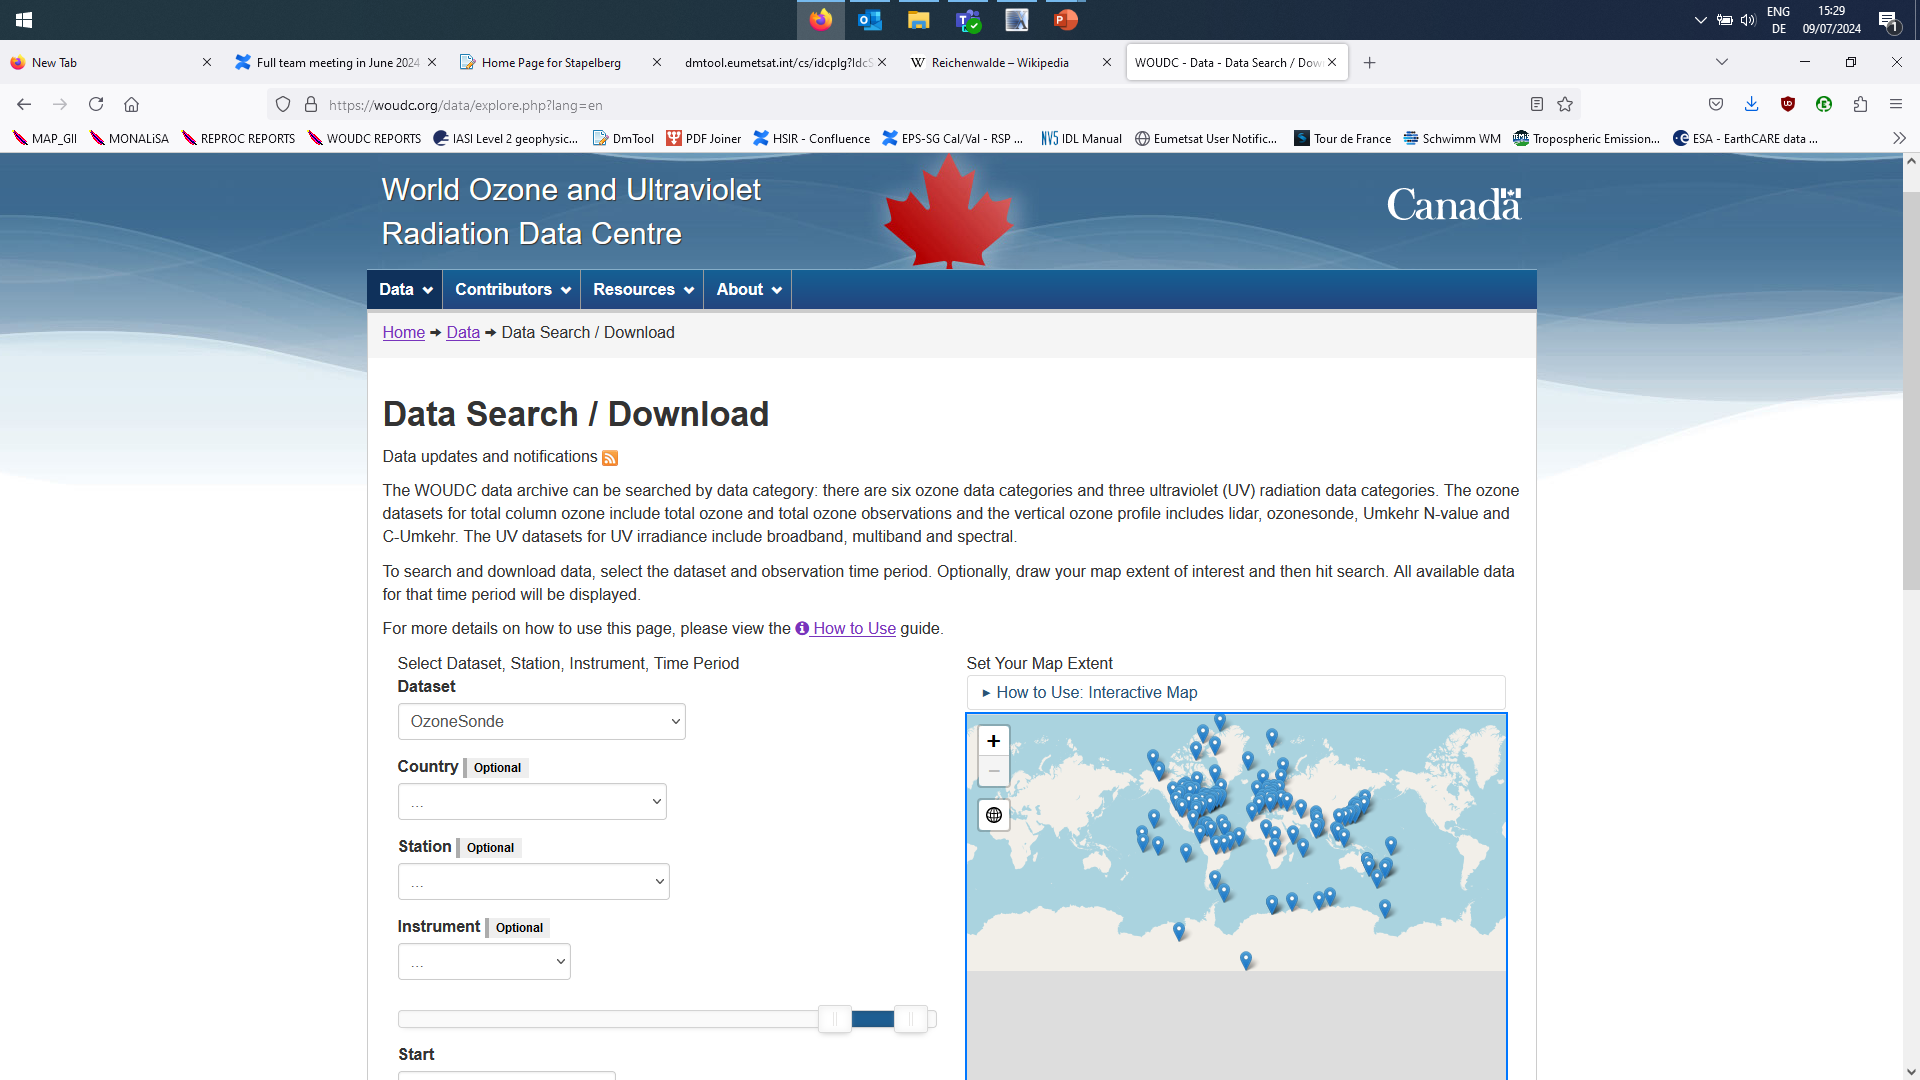 ENG
DE
15:29
09/07/2024
1
New Tab
Full team meeting in June 2024
Home Page for Stapelberg
dmtool.eumetsat.int/cs/idcplg?Idc
Reichenwalde – Wikipedia
WOUDC - Data - Data Search / Dow
https://woudc.org/data/explore.php?lang=en
MAP_GII
MONALiSA
REPROC REPORTS
WOUDC REPORTS
IASI Level 2 geophysic...
DmTool
PDF Joiner
HSIR - Confluence
EPS-SG Cal/Val - RSP ...
NV5 IDL Manual
Eumetsat User Notific...
Tour de France
Schwimm WM
Tropospheric Emission...
ESA - EarthCARE data ...
World Ozone and Ultraviolet
Radiation Data Centre
Canada
Data
Contributors
Resources
About
Home ➞ Data ➞ Data Search / Download
Data Search / Download
Data updates and notifications
The WOUDC data archive can be searched by data category: there are six ozone data categories and three ultraviolet (UV) radiation data categories. The ozone
datasets for total column ozone include total ozone and total ozone observations and the vertical ozone profile includes lidar, ozonesonde, Umkehr N-value and
C-Umkehr. The UV datasets for UV irradiance include broadband, multiband and spectral.
To search and download data, select the dataset and observation time period. Optionally, draw your map extent of interest and then hit search. All available data
for that time period will be displayed.
For more details on how to use this page, please view the How to Use guide.
Select Dataset, Station, Instrument, Time Period
Dataset
OzoneSonde
Country Optional
...
Station Optional
...
Instrument Optional
...
Start
Set Your Map Extent
▸ How to Use: Interactive Map
+
−